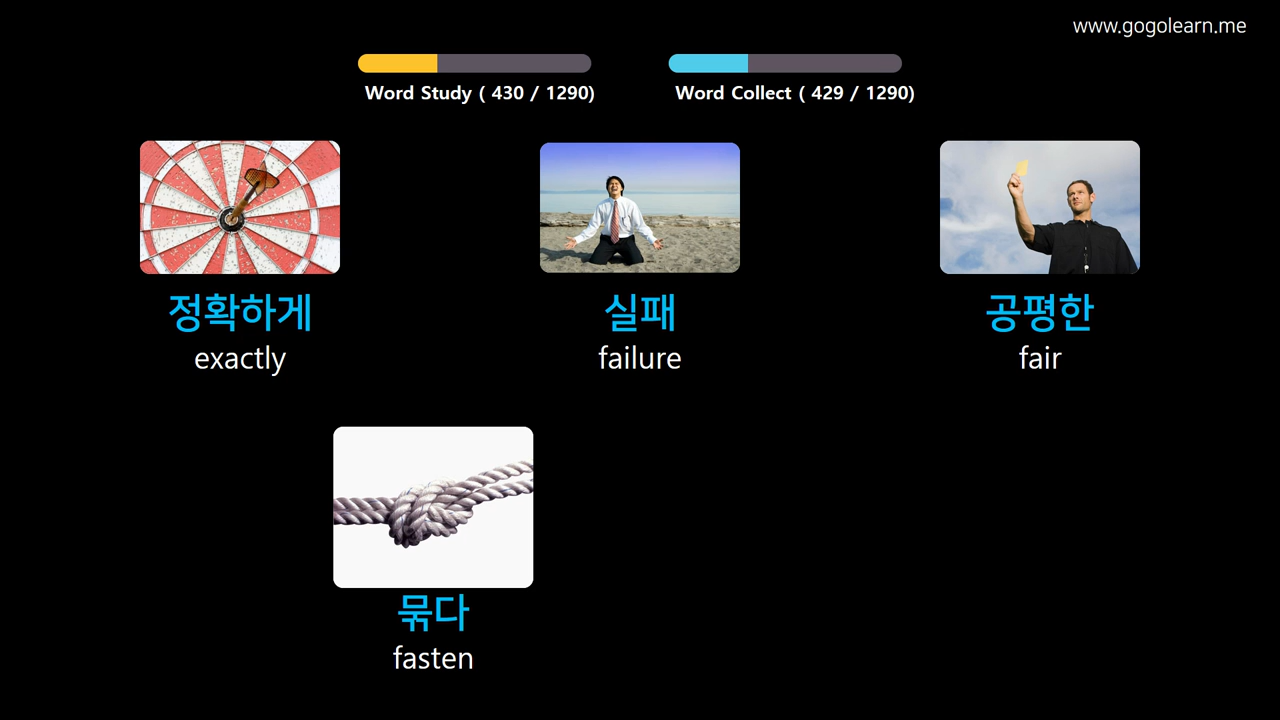 www.gogolearn.me
Word Study ( 430 / 1290)
Word Collect ( 429 / 1290)
정확하게
exactly
실패
failure
공평한
fair
묶다
fasten